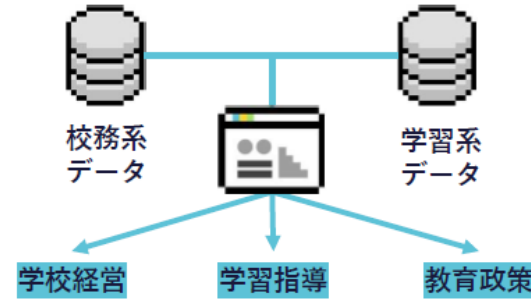 校務系
データ
学習系
データ
学校経営
学習指導
教育政策